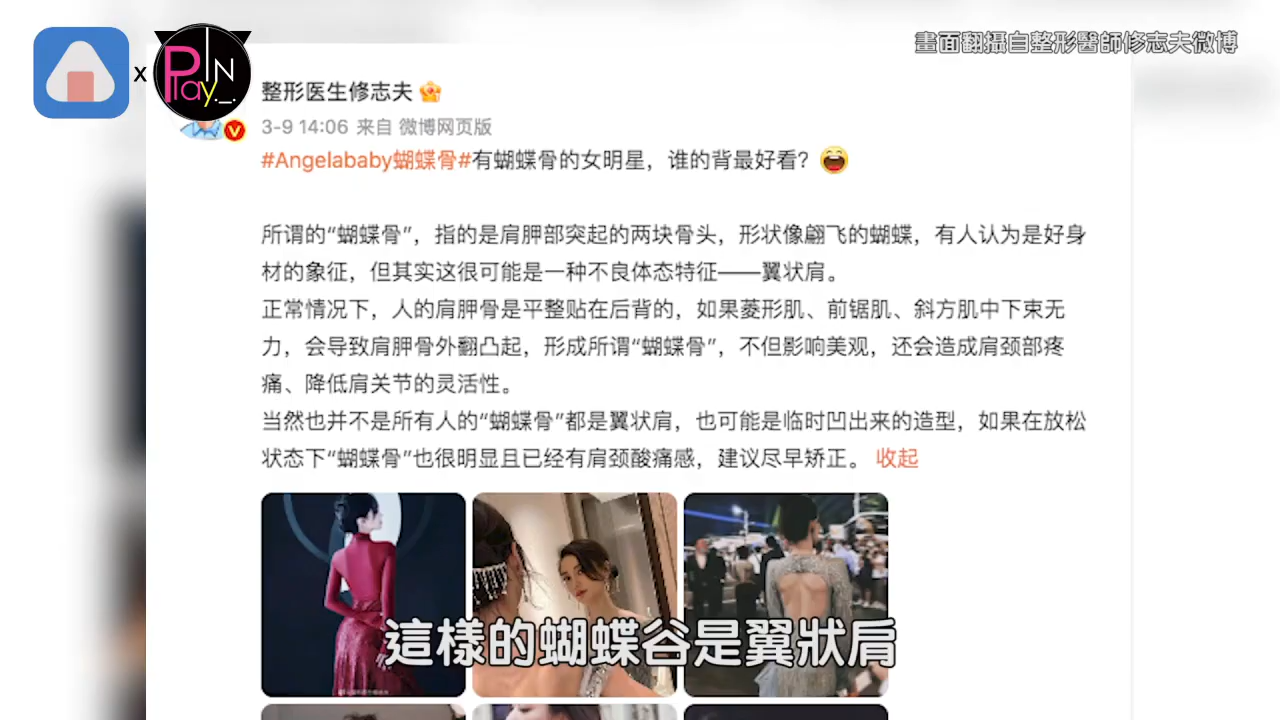 畫面翻攝自整形醫師修志夫微博
x
PLAY IN
整形医生修志夫
3-9 14:06 来自 微博网页版
#Angelababy蝴蝶骨#有蝴蝶骨的女明星，谁的背最好看？
所谓的“蝴蝶骨”，指的是肩胛部突起的两块骨头，形状像翩飞的蝴蝶，有人认为是好身
材的象征，但其实这很可能是一种不良体态特征——翼状肩。
正常情况下，人的肩胛骨是平整贴在后背的，如果菱形肌、前锯肌、斜方肌中下束无
力，会导致肩胛骨外翻凸起，形成所谓“蝴蝶骨”，不但影响美观，还会造成肩颈部疼
痛、降低肩关节的灵活性。
当然也并不是所有人的“蝴蝶骨”都是翼状肩，也可能是临时凹出来的造型，如果在放松
状态下“蝴蝶骨”也很明显且已经有肩颈酸痛感，建议尽早矫正。 收起
這樣的蝴蝶谷是翼狀肩